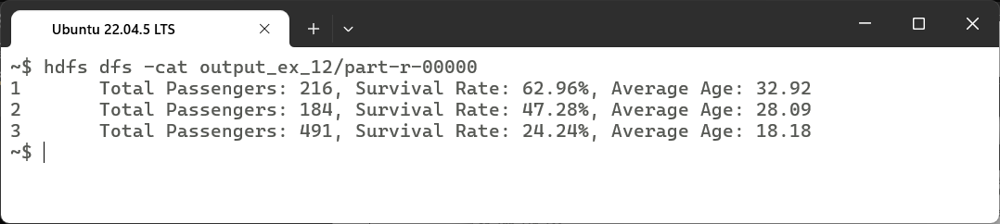 Ubuntu 22.04.5 LTS
~$ hdfs dfs -cat output_ex_12/part-r-00000
1       Total Passengers: 216, Survival Rate: 62.96%, Average Age: 32.92
2       Total Passengers: 184, Survival Rate: 47.28%, Average Age: 28.09
3       Total Passengers: 491, Survival Rate: 24.24%, Average Age: 18.18
~$